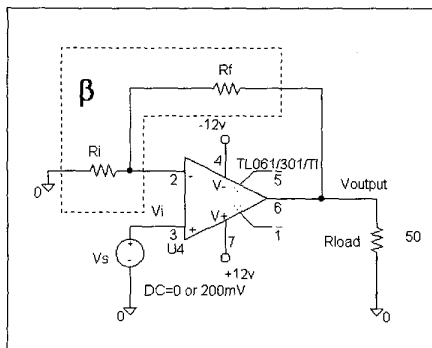 Rf
β
-12v
Ri
4
TL061/301/TI
-
5
0
2
V-
Voutput
6
Vi
V+
3
+
1
U4
7
Rload
50
Vs
+
-
+12v
DC=0 or 200mV
0
0